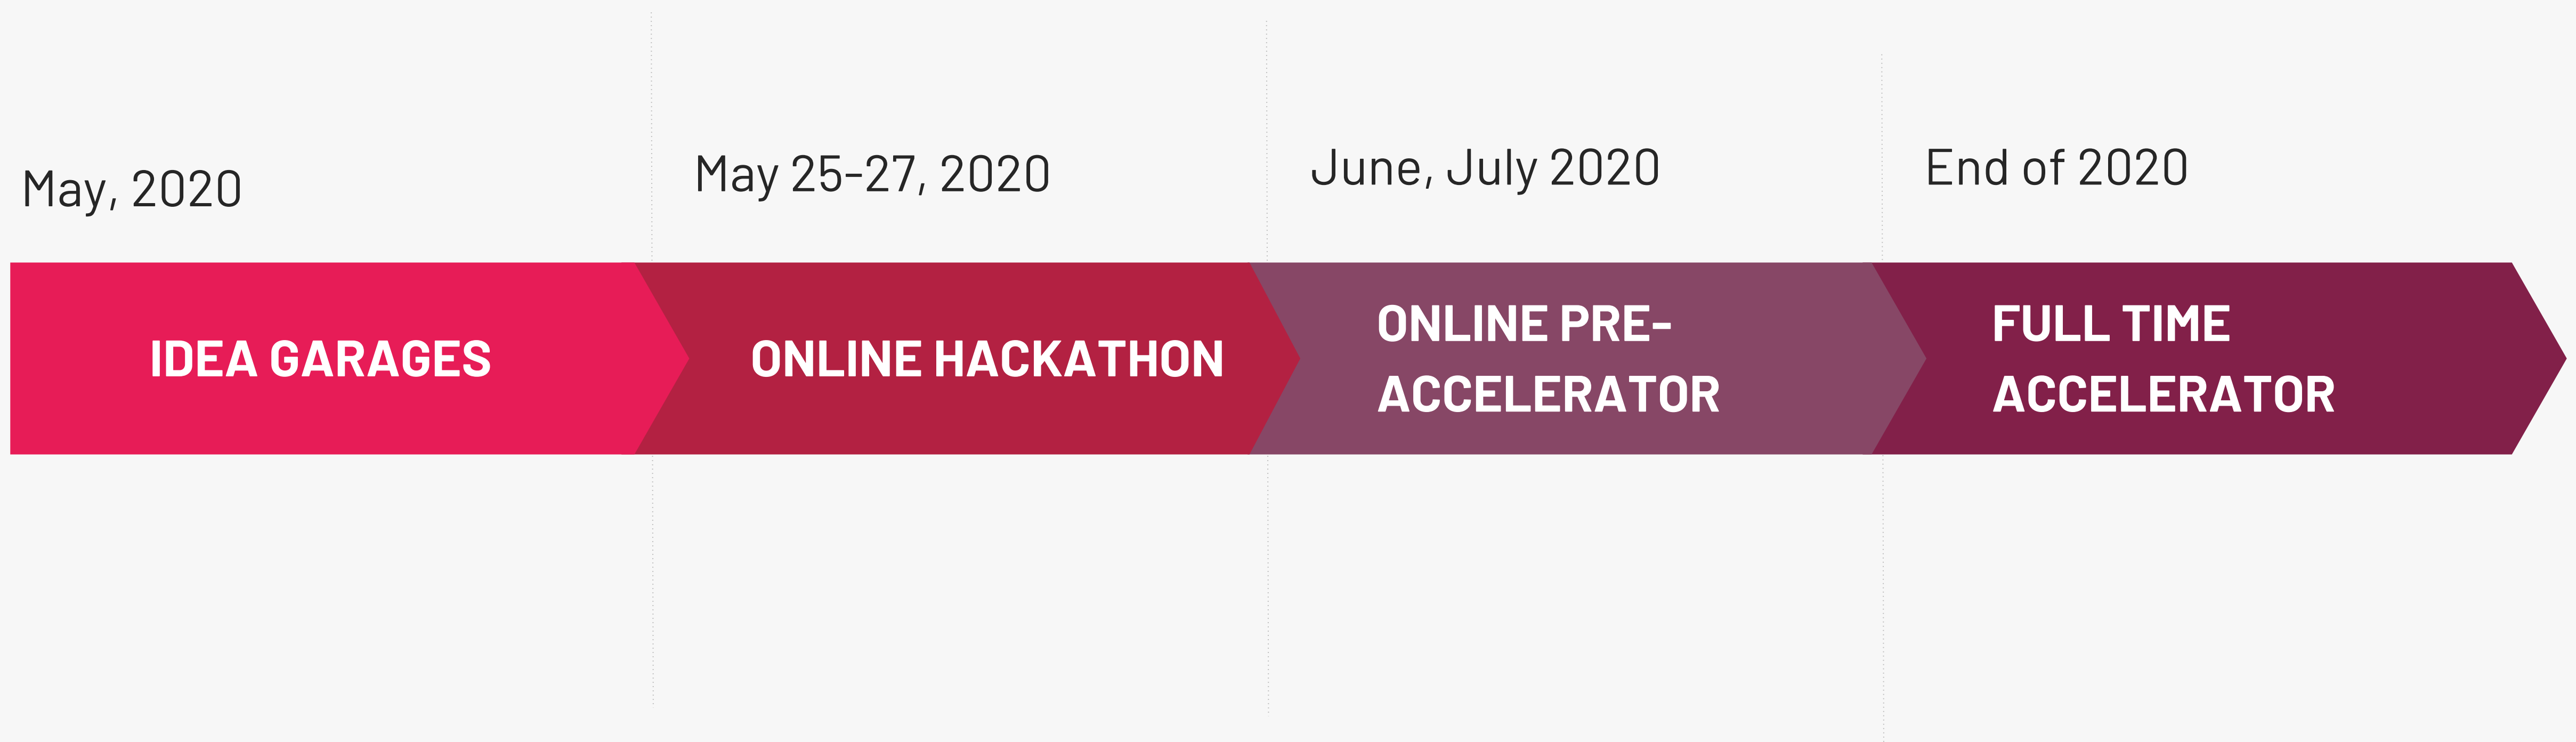 May, 2020
May 25-27, 2020
June, July 2020
End of 2020
IDEA GARAGES
ONLINE HACKATHON
ONLINE PRE-
ACCELERATOR
FULL TIME
ACCELERATOR